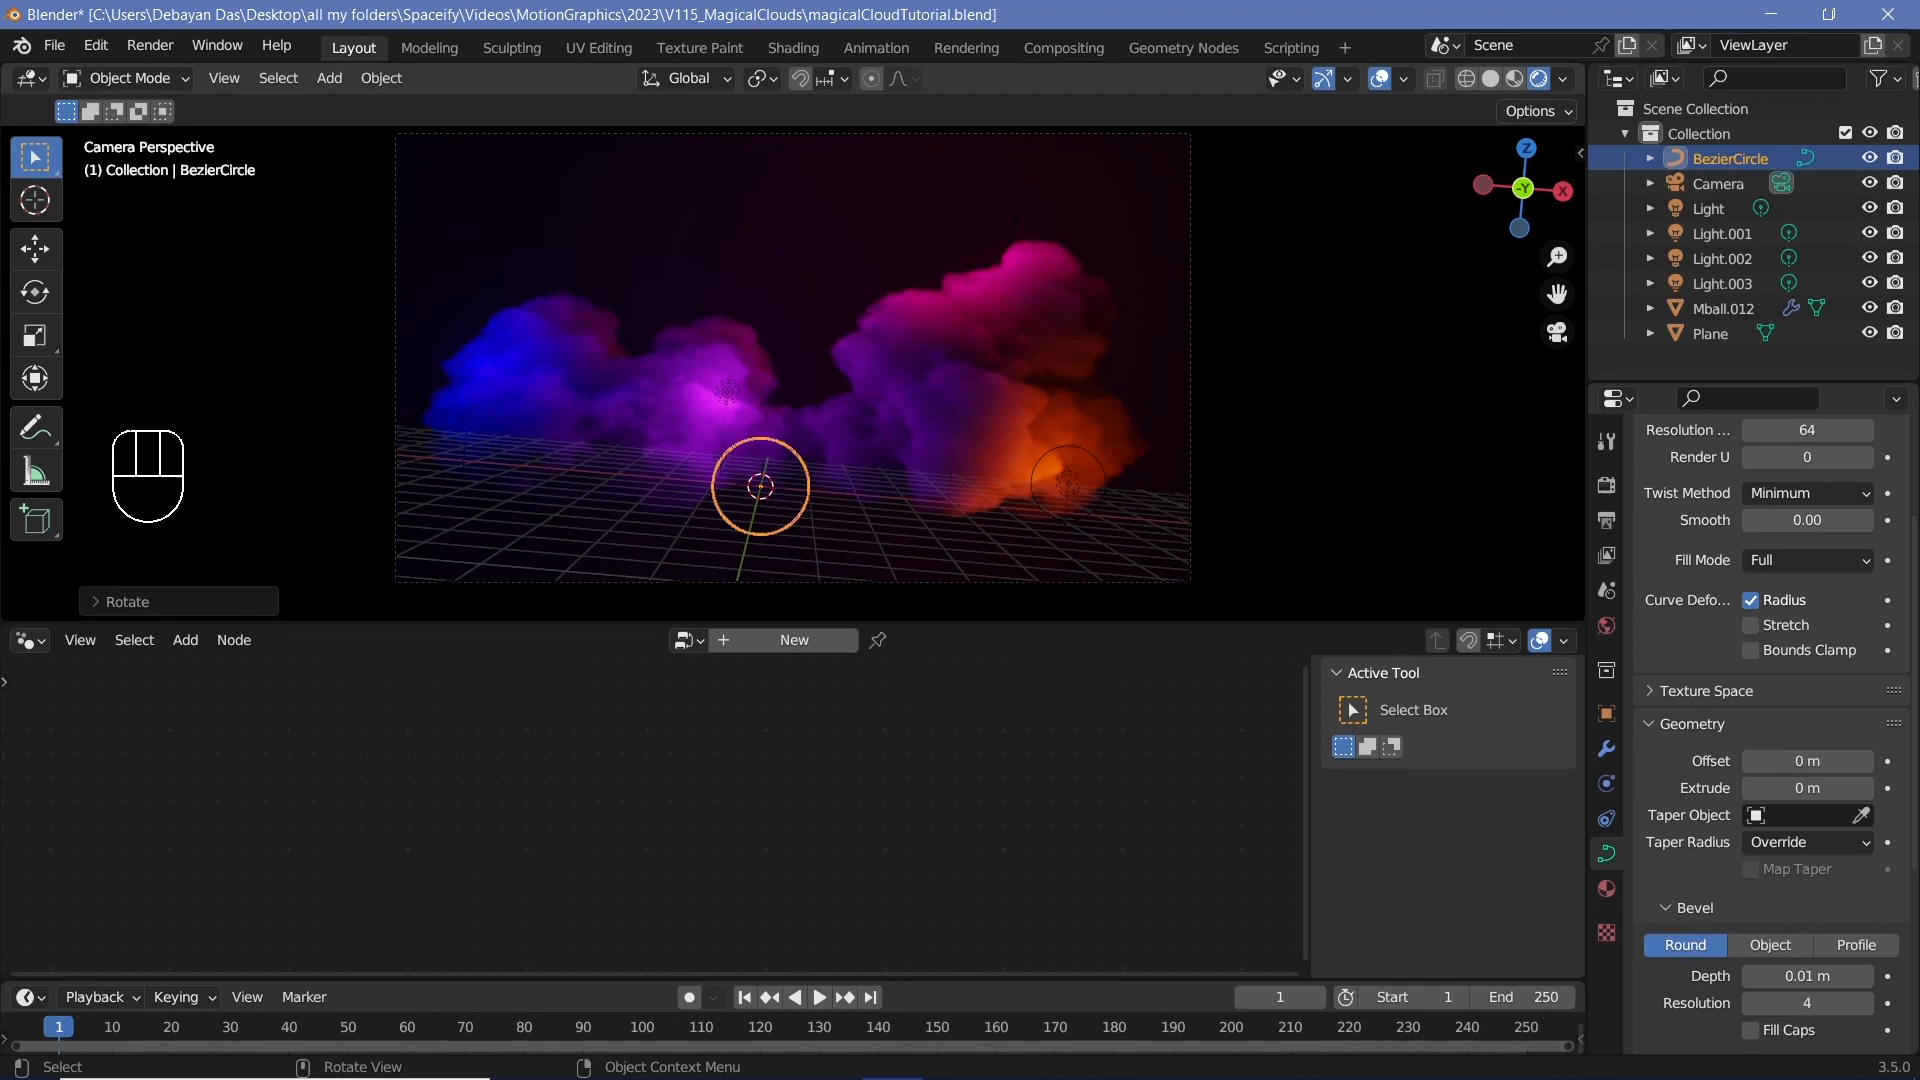 Blender* [C:\Users\Debayan Das\Desktop\all my folders\Spaceify\Videos\MotionGraphics\2023\V115_MagicalClouds\magicalCloudTutorial.blend]
File Edit Render Window Help Layout Modeling Sculpting UV Editing Texture Paint Shading Animation Rendering Compositing Geometry Nodes Scripting + Scene ViewLayer
Object Mode View Select Add Object Global
Options
Camera Perspective
(1) Collection | BezierCircle
Z
-Y
X
Rotate
Scene Collection
Collection
BezierCircle
Camera
Light
Light.001
Light.002
Light.003
Mball.012
Plane
Resolution ... 64
Render U 0
Twist Method Minimum
Smooth 0.00
Fill Mode Full
Curve Defo... Radius
Stretch
Bounds Clamp
Texture Space
Geometry
Offset 0 m
Extrude 0 m
Taper Object
Taper Radius Override
Map Taper
Bevel
Round Object Profile
Depth 0.01 m
Resolution 4
Fill Caps
View Select Add Node + New
Active Tool
Select Box
Playback Keying View Marker 1 Start 1 End 250
1 10 20 30 40 50 60 70 80 90 100 110 120 130 140 150 160 170 180 190 200 210 220 230 240 250
Select Rotate View Object Context Menu 3.5.0